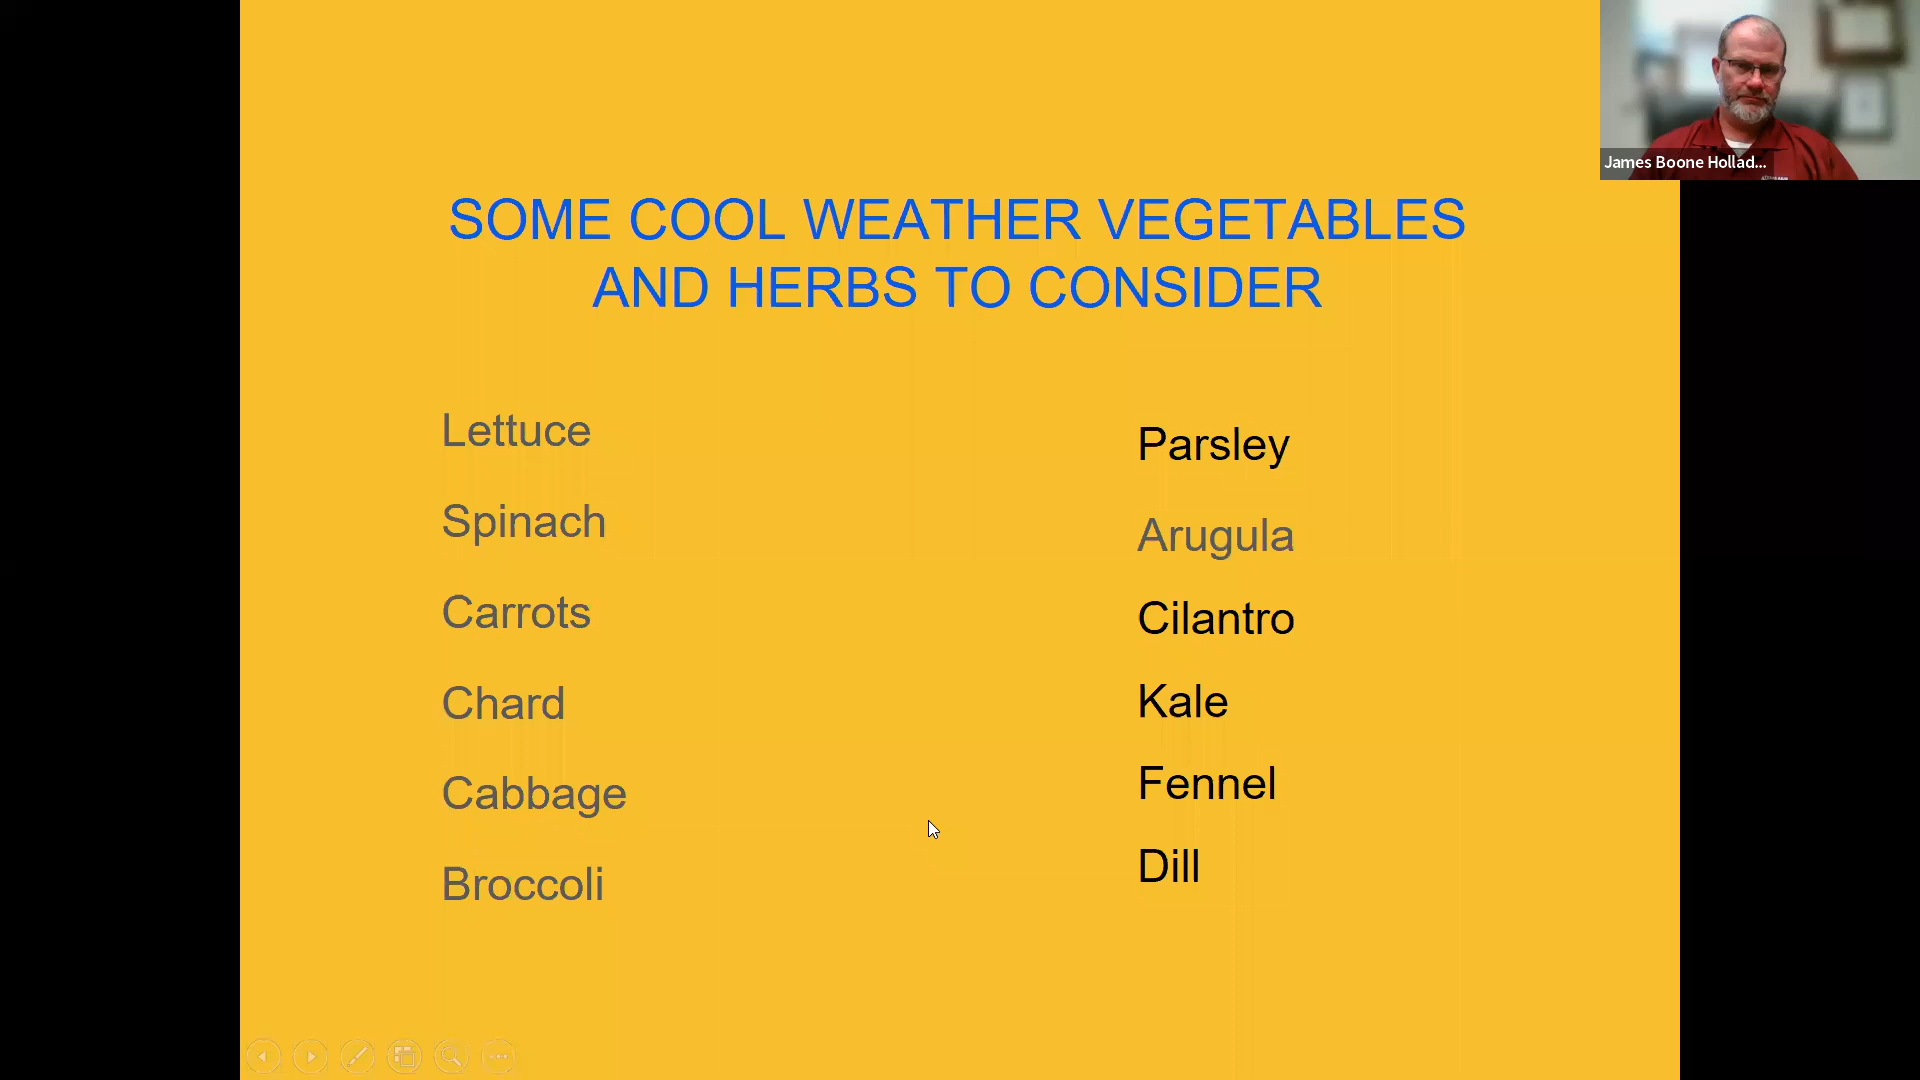 SOME COOL WEATHER VEGETABLES
AND HERBS TO CONSIDER
Lettuce
Spinach
Carrots
Chard
Cabbage
Broccoli
Parsley
Arugula
Cilantro
Kale
Fennel
Dill
James Boone Hollad...